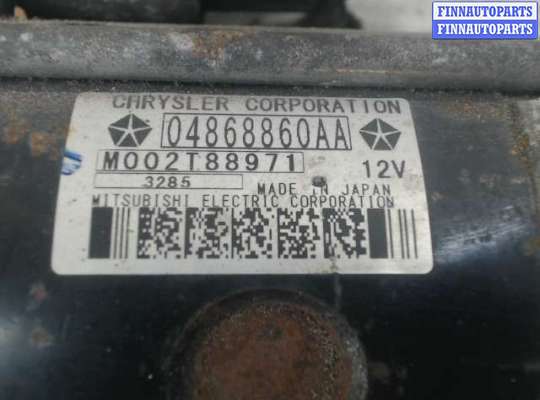 FINNAUTOPARTS
FINNAUTOPARTS
CHRYSLER CORPORATION
04868860AA
M002T88971
12V
3285
MADE IN JAPAN
MITSUBISHI ELECTRIC CORPORATION